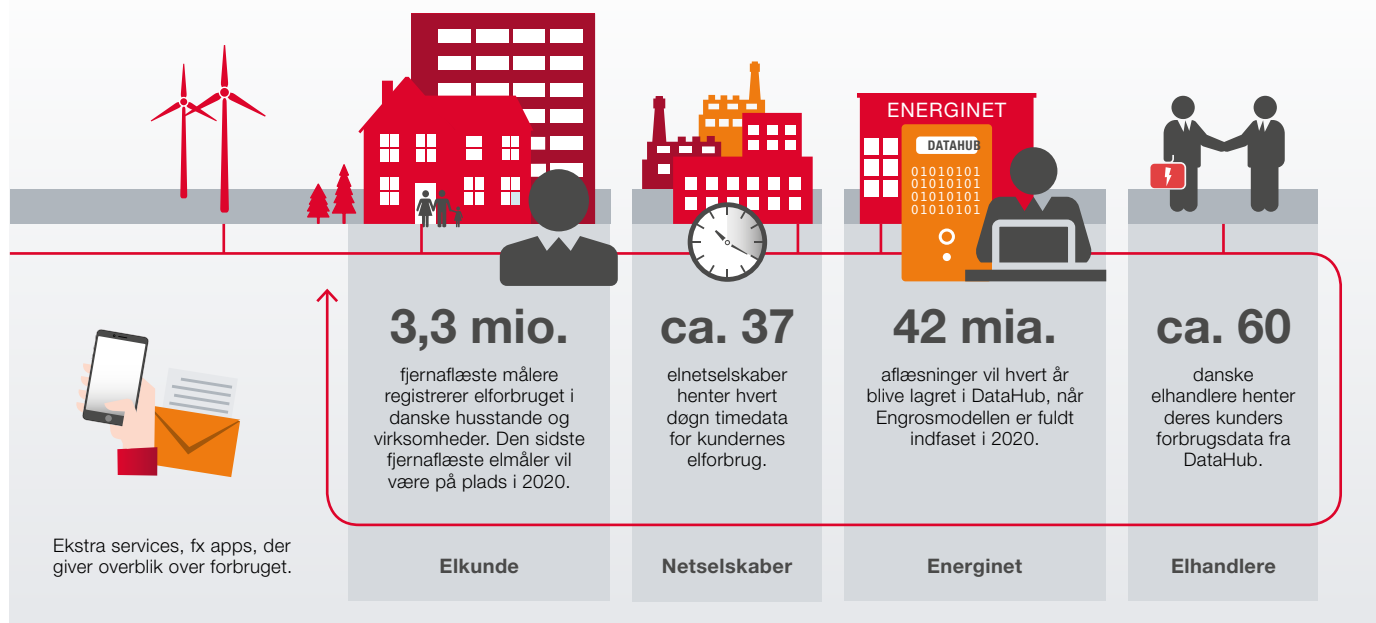 ENERGINET
DATAHUB
01010101
01010101
01010101
01010101
3,3 mio.
fjernaflæste målere
registrerer elforbruget i
danske husstande og
virksomheder. Den sidste
fjernaflæste elmåler vil
være på plads i 2020.
Elkunde
ca. 37
elnetselskaber
henter hvert
døgn timedata
for kundernes
elforbrug.
Netselskaber
42 mia.
aflæsninger vil hvert år
blive lagret i DataHub, når
Engrosmodellen er fuldt
indfaset i 2020.
Energinet
ca. 60
danske
elhandlere henter
deres kunders
forbrugsdata fra
DataHub.
Elhandlere
Ekstra services, fx apps, der
giver overblik over forbruget.